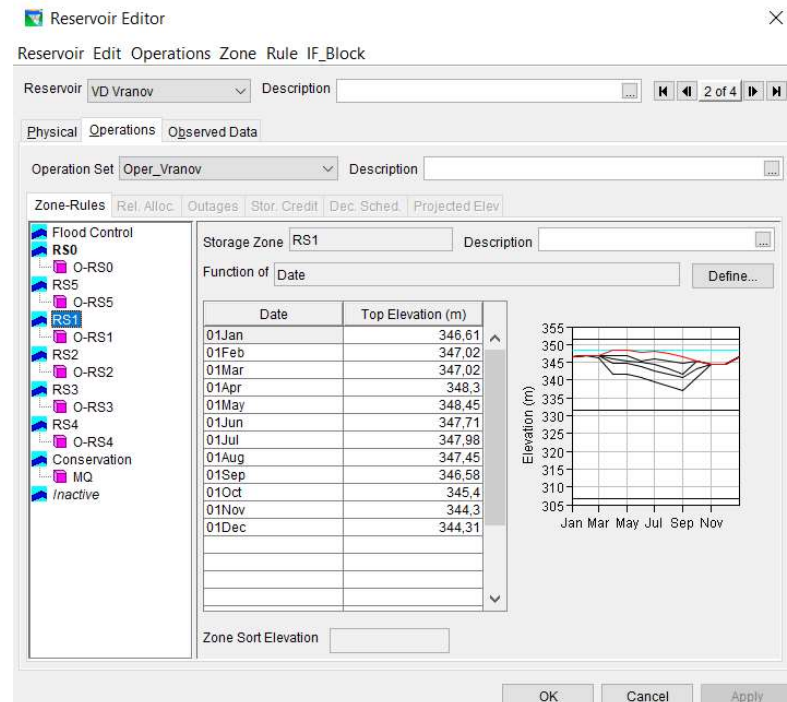 Reservoir Editor
Reservoir Edit Operations Zone Rule IF_Block
Reservoir VD Vranov Description ... 2 of 4
Physical Operations Observed Data
Operation Set Oper_Vranov Description ...
Zone-Rules Rel. Alloc. Outages Stor. Credit Dec. Sched. Projected Elev
Flood Control
RS0
O-RS0
RS5
O-RS5
RS1
O-RS1
RS2
O-RS2
RS3
O-RS3
RS4
O-RS4
Conservation
MQ
Inactive
Storage Zone RS1 Description ...
Function of Date Define...
Date Top Elevation (m)
01Jan 346,61
01Feb 347,02
01Mar 347,02
01Apr 348,3
01May 348,45
01Jun 347,71
01Jul 347,98
01Aug 347,45
01Sep 346,58
01Oct 345,4
01Nov 344,3
01Dec 344,31
Elevation (m)
355
350
345
340
335
330
325
320
315
310
305
Jan Mar May Jul Sep Nov
Zone Sort Elevation
OK Cancel Apply